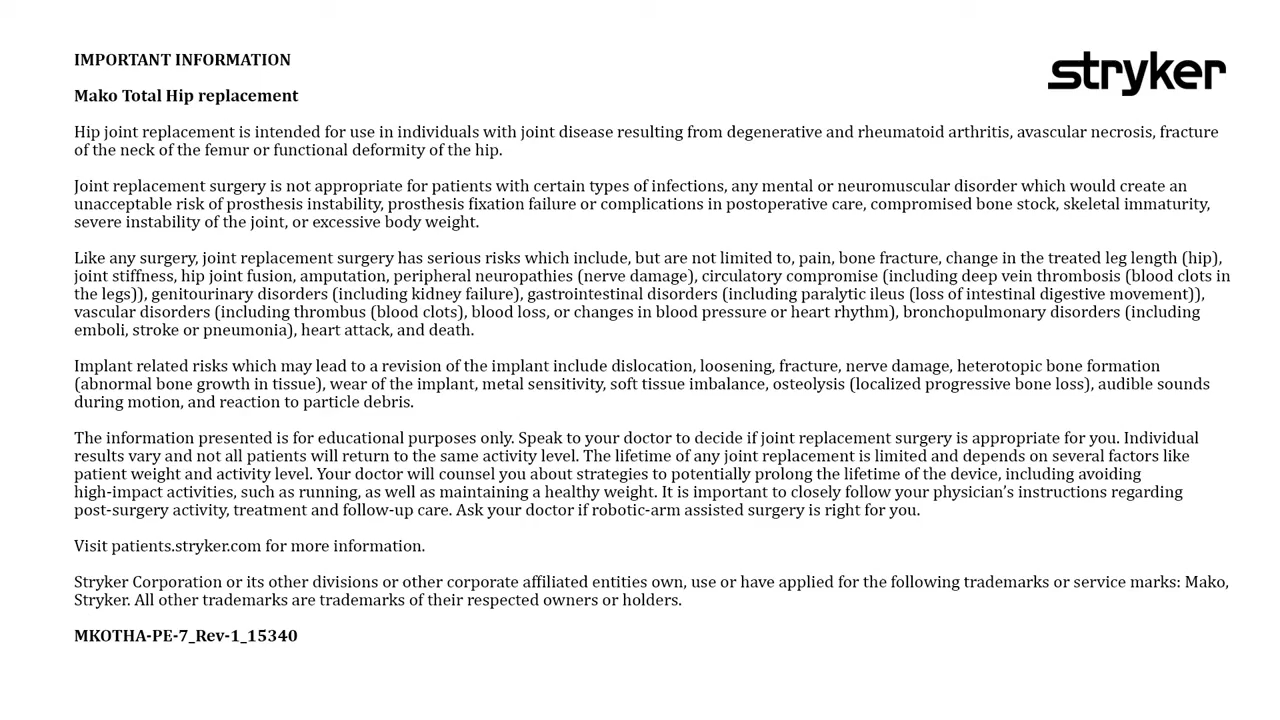 IMPORTANT INFORMATION
stryker
Mako Total Hip replacement
Hip joint replacement is intended for use in individuals with joint disease resulting from degenerative and rheumatoid arthritis, avascular necrosis, fracture
of the neck of the femur or functional deformity of the hip.
Joint replacement surgery is not appropriate for patients with certain types of infections, any mental or neuromuscular disorder which would create an
unacceptable risk of prosthesis instability, prosthesis fixation failure or complications in postoperative care, compromised bone stock, skeletal immaturity,
severe instability of the joint, or excessive body weight.
Like any surgery, joint replacement surgery has serious risks which include, but are not limited to, pain, bone fracture, change in the treated leg length (hip),
joint stiffness, hip joint fusion, amputation, peripheral neuropathies (nerve damage), circulatory compromise (including deep vein thrombosis (blood clots in
the legs)), genitourinary disorders (including kidney failure), gastrointestinal disorders (including paralytic ileus (loss of intestinal digestive movement)),
vascular disorders (including thrombus (blood clots), blood loss, or changes in blood pressure or heart rhythm), bronchopulmonary disorders (including
emboli, stroke or pneumonia), heart attack, and death.
Implant related risks which may lead to a revision of the implant include dislocation, loosening, fracture, nerve damage, heterotopic bone formation
(abnormal bone growth in tissue), wear of the implant, metal sensitivity, soft tissue imbalance, osteolysis (localized progressive bone loss), audible sounds
during motion, and reaction to particle debris.
The information presented is for educational purposes only. Speak to your doctor to decide if joint replacement surgery is appropriate for you. Individual
results vary and not all patients will return to the same activity level. The lifetime of any joint replacement is limited and depends on several factors like
patient weight and activity level. Your doctor will counsel you about strategies to potentially prolong the lifetime of the device, including avoiding
high-impact activities, such as running, as well as maintaining a healthy weight. It is important to closely follow your physician's instructions regarding
post-surgery activity, treatment and follow-up care. Ask your doctor if robotic-arm assisted surgery is right for you.
Visit patients.stryker.com for more information.
Stryker Corporation or its other divisions or other corporate affiliated entities own, use or have applied for the following trademarks or service marks: Mako,
Stryker. All other trademarks are trademarks of their respected owners or holders.
MKOTHA-PE-7_Rev-1_15340